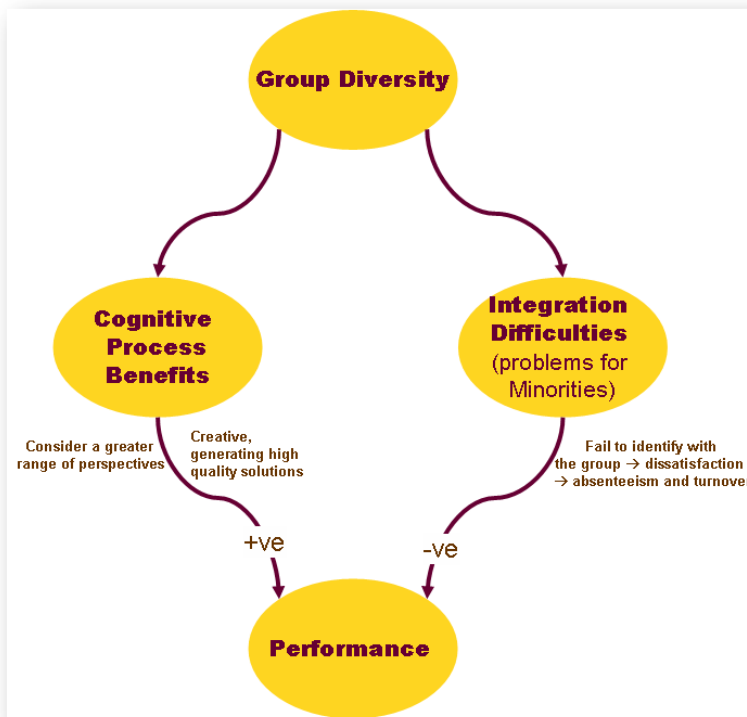 Group Diversity
Cognitive
Process
Benefits
Integration
Difficulties
(problems for
Minorities)
Consider a greater
range of perspectives
Creative,
generating high
quality solutions
Fail to identify with
the group → dissatisfaction
→ absenteeism and turnover
+ve
-ve
Performance